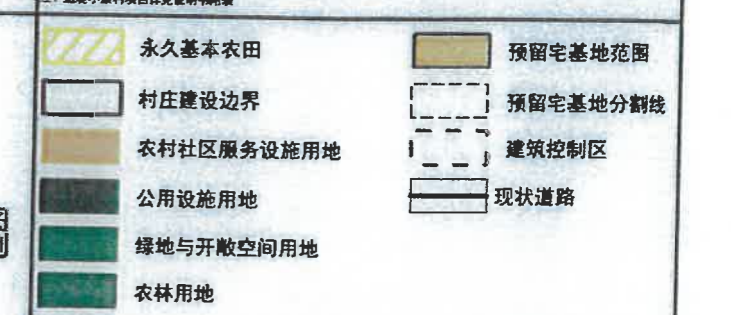 永久基本农田
村庄建设边界
农村社区服务设施用地
公用设施用地
绿地与开敞空间用地
农林用地
预留宅基地范围
预留宅基地分割线
建筑控制区
现状道路